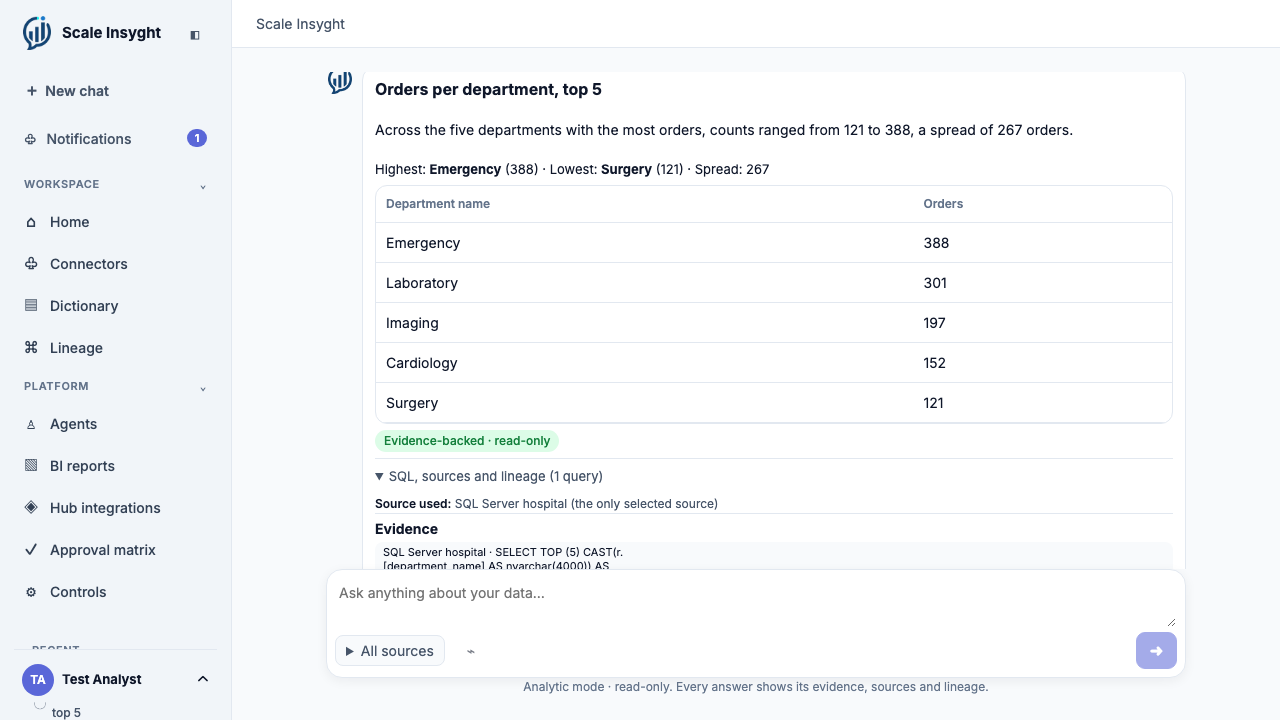 Scale Insyght
New chat
Notifications
1
WORKSPACE
Home
Connectors
Dictionary
Lineage
PLATFORM
Agents
BI reports
Hub integrations
Approval matrix
Controls
RECENT
TA
Test Analyst
top 5
Scale Insyght
Orders per department, top 5
Across the five departments with the most orders, counts ranged from 121 to 388, a spread of 267 orders.
Highest: Emergency (388) · Lowest: Surgery (121) · Spread: 267
Department name Orders
Emergency 388
Laboratory 301
Imaging 197
Cardiology 152
Surgery 121
Evidence-backed · read-only
SQL, sources and lineage (1 query)
Source used: SQL Server hospital (the only selected source)
Evidence
SQL Server hospital · SELECT TOP (5) CAST(r.
[department_name] AS nvarchar(4000)) AS
Ask anything about your data...
All sources
Analytic mode · read-only. Every answer shows its evidence, sources and lineage.